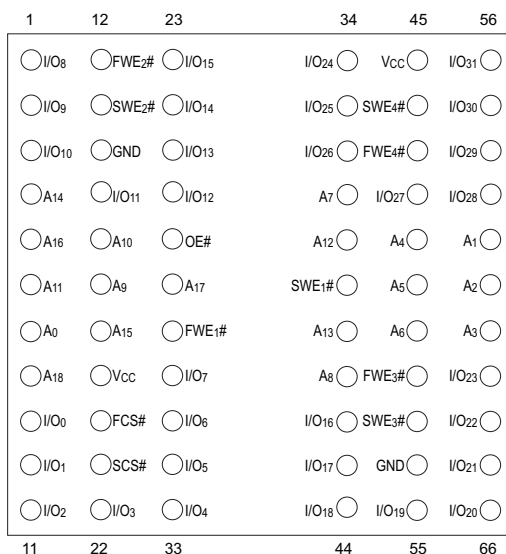 1 12 23 34 45 56
I/O8 FWE2# I/O15 I/O24 VCC I/O31
I/O9 SWE2# I/O14 I/O25 SWE4# I/O30
I/O10 GND I/O13 I/O26 FWE4# I/O29
A14 I/O11 I/O12 A7 I/O27 I/O28
A16 A10 OE# A12 A4 A1
A11 A9 A17 SWE1# A5 A2
A0 A15 FWE1# A13 A6 A3
A18 VCC I/O7 A8 FWE3# I/O23
I/O0 FCS# I/O6 I/O16 SWE3# I/O22
I/O1 SCS# I/O5 I/O17 GND I/O21
I/O2 I/O3 I/O4 I/O18 I/O19 I/O20
11 22 33 44 55 66